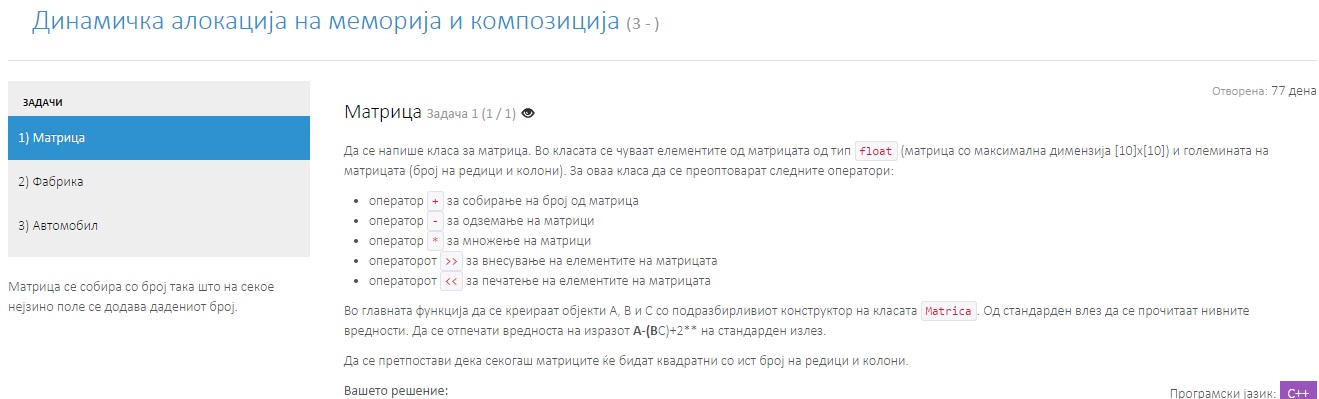 Динамичка алокација на меморија и композиција (3 - )
ЗАДАЧИ
1) Матрица
2) Фабрика
3) Автомобил
Матрица се собира со број така што на секое
нејзино поле се додава дадениот број.
Отворена: 77 дена
Матрица Задача 1 (1 / 1)
Да се напише класа за матрица. Во класата се чуваат елементите од матрицата од тип float (матрица со максимална димензија [10]x[10]) и големината на
матрицата (број на редици и колони). За оваа класа да се преоптоварат следните оператори:
• оператор + за собирање на број од матрица
• оператор - за одземање на матрици
• оператор * за множење на матрици
• операторот >> за внесување на елементите на матрицата
• операторот << за печатење на елементите на матрицата
Во главната функција да се креираат објекти А, B и C со подразбирливиот конструктор на класата Matrica. Од стандарден влез да се прочитаат нивните
вредности. Да се отпечати вредноста на изразот A-(BC)+2** на стандарден излез.
Да се претпостави дека секогаш матриците ќе бидат квадратни со ист број на редици и колони.
Вашето решение:
Програмски јазик: C++